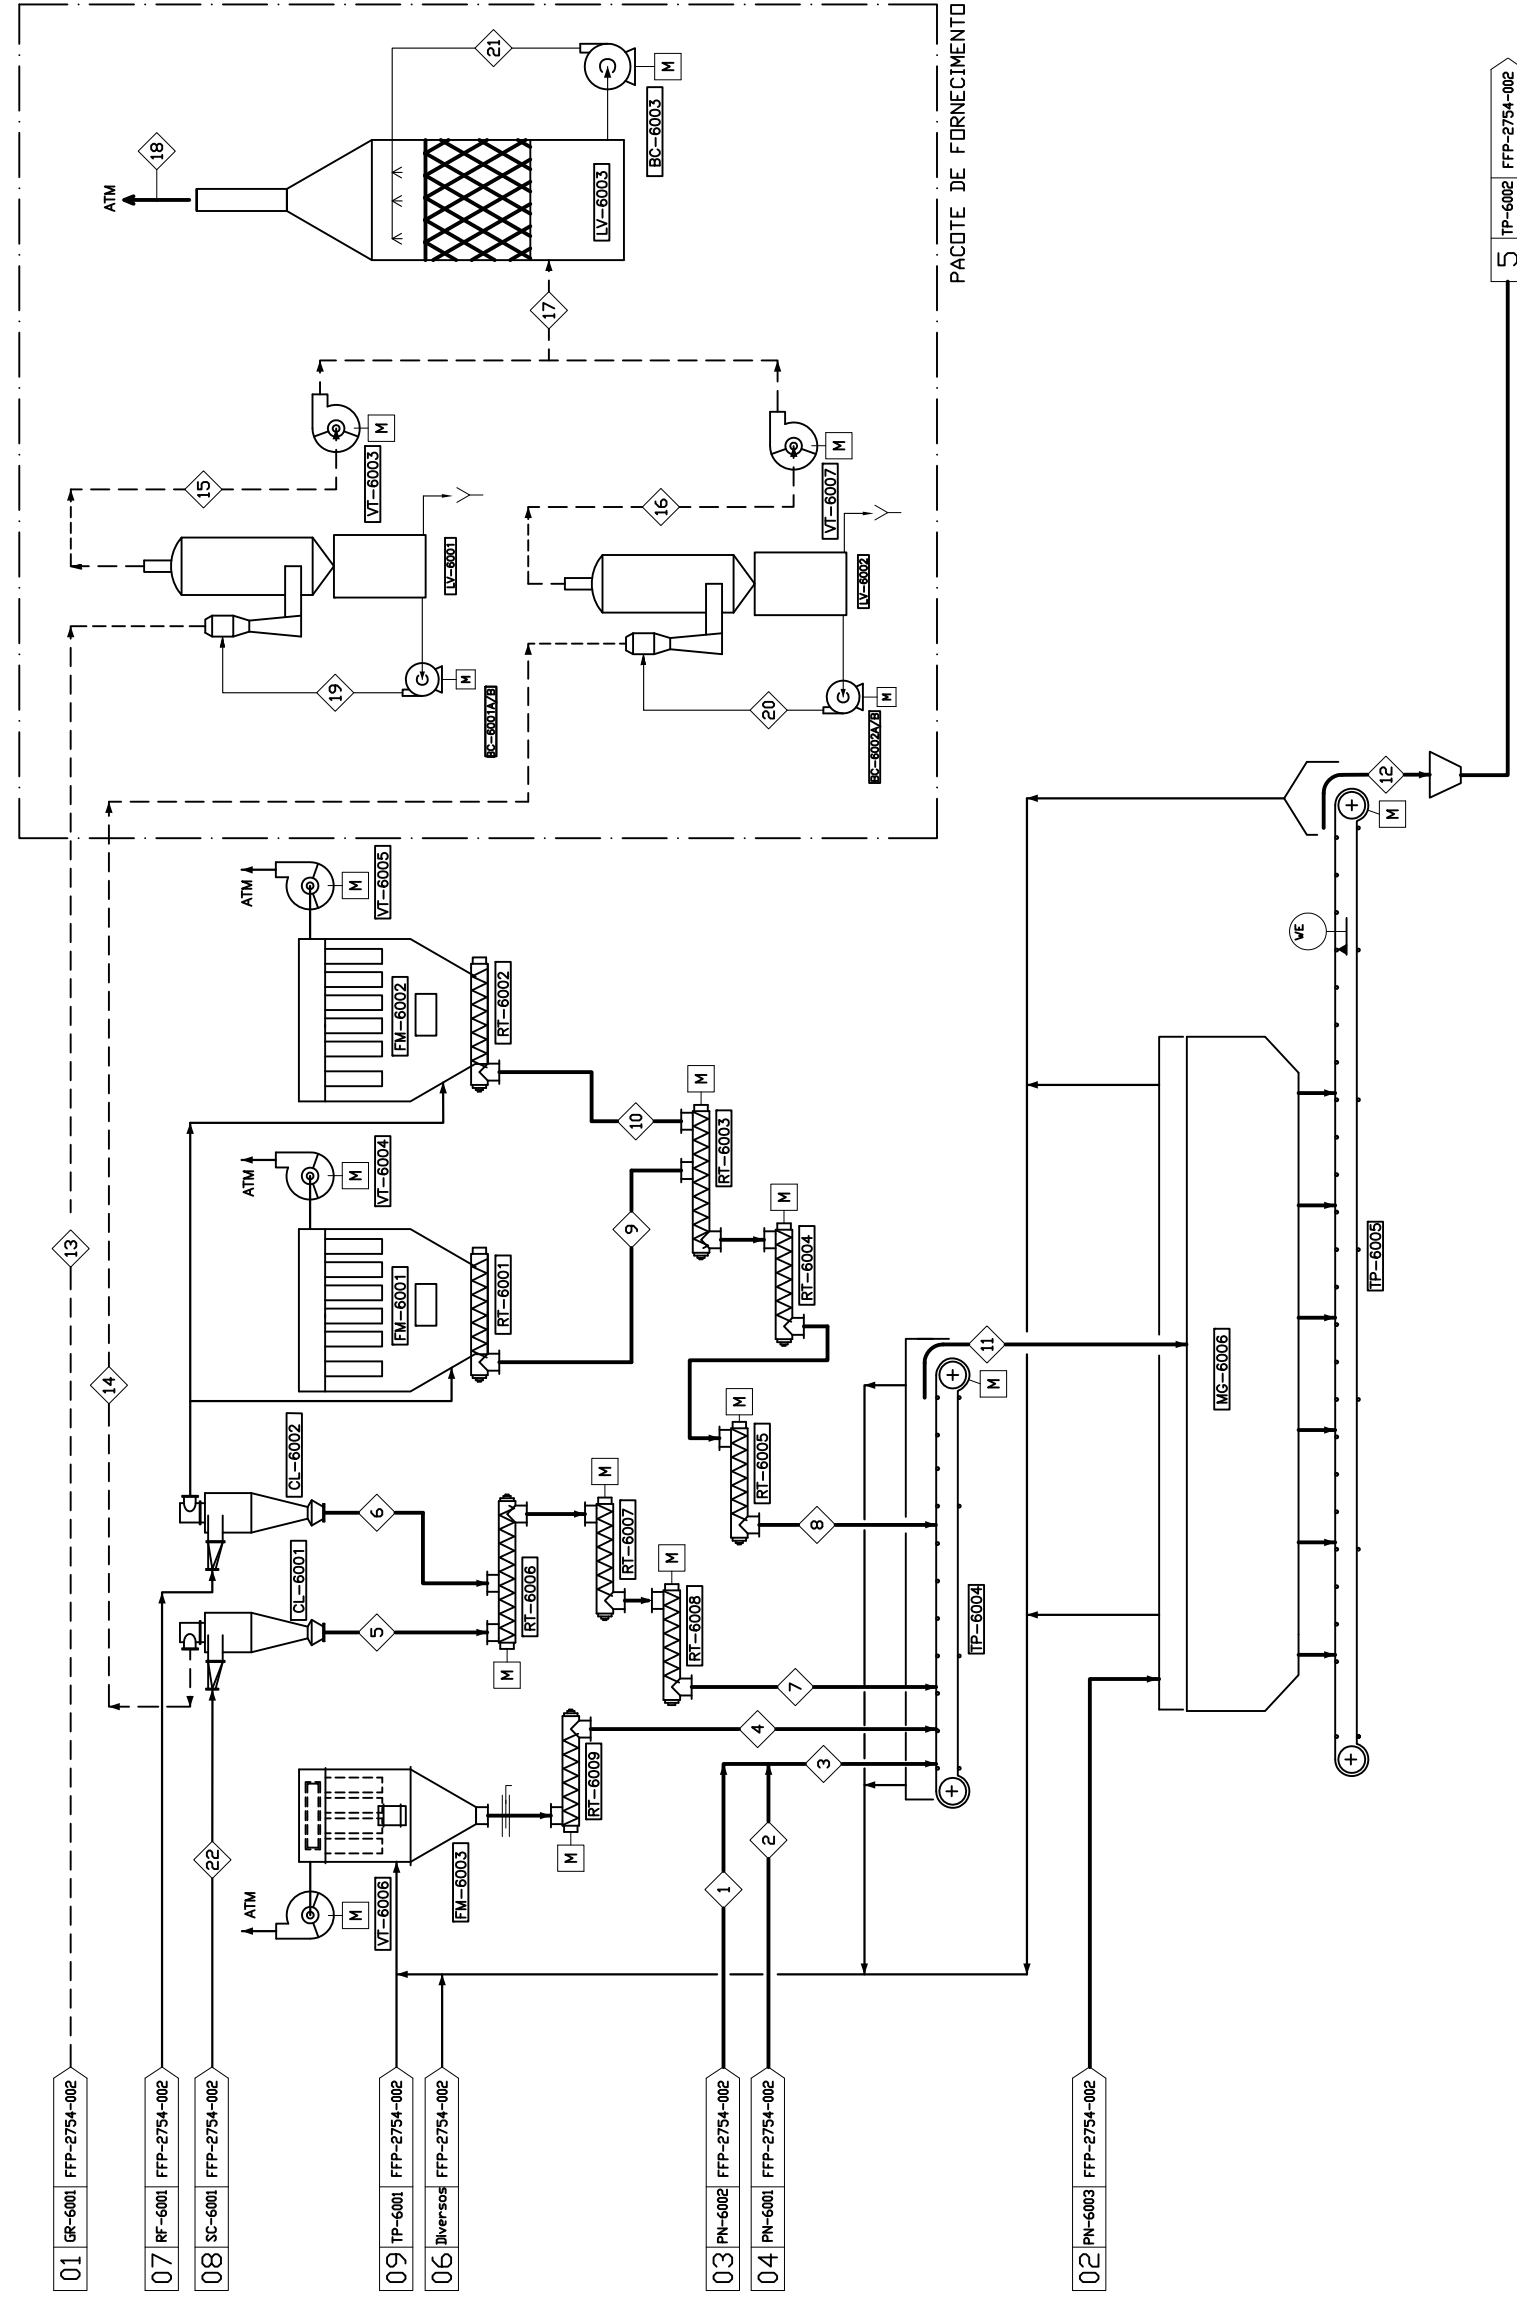 01 GR-6001 FFP-2754-002
07 RF-6001 FFP-2754-002
08 SC-6001 FFP-2754-002
09 TP-6001 FFP-2754-002
06 Diversos FFP-2754-002
03 PN-6002 FFP-2754-002
04 PN-6001 FFP-2754-002
02 PN-6003 FFP-2754-002
13
14
22
ATM
M
VT-6006
FM-6003
M
RT-6009
1
2
3
4
CL-6001
CL-6002
5
6
M
RT-6006
M
RT-6007
M
RT-6008
7
ATM
M
VT-6004
FM-6001
RT-6001
ATM
M
VT-6005
FM-6002
RT-6002
9
10
M
RT-6003
M
RT-6004
M
RT-6005
8
TP-6004
M
11
MG-6006
TP-6005
WE
M
12
5 TP-6002 FFP-2754-002
19
M
BC-6001A/B
LV-6001
15
M
VT-6003
20
M
BC-6002A/B
LV-6002
16
M
VT-6007
17
ATM
18
LV-6003
21
M
BC-6003
PACOTE DE FORNECIMENTO